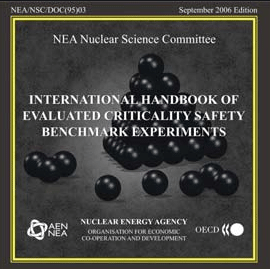 NEA/NSC/DOC(95)03
September 2006 Edition
NEA Nuclear Science Committee
INTERNATIONAL HANDBOOK OF
EVALUATED CRITICALITY SAFETY
BENCHMARK EXPERIMENTS
AEN
NEA
NUCLEAR ENERGY AGENCY
ORGANISATION FOR ECONOMIC
CO-OPERATION AND DEVELOPMENT
OECD